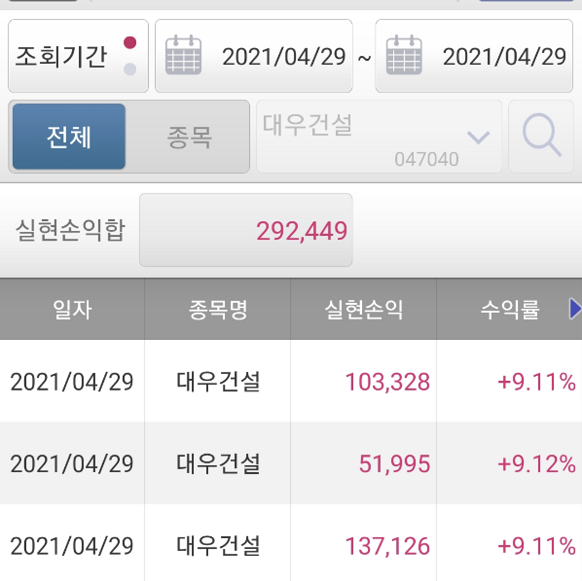 조회기간 2021/04/29 ~ 2021/04/29
전체 종목 대우건설 047040
실현손익합 292,449
일자 종목명 실현손익 수익률
2021/04/29 대우건설 103,328 +9.11%
2021/04/29 대우건설 51,995 +9.12%
2021/04/29 대우건설 137,126 +9.11%